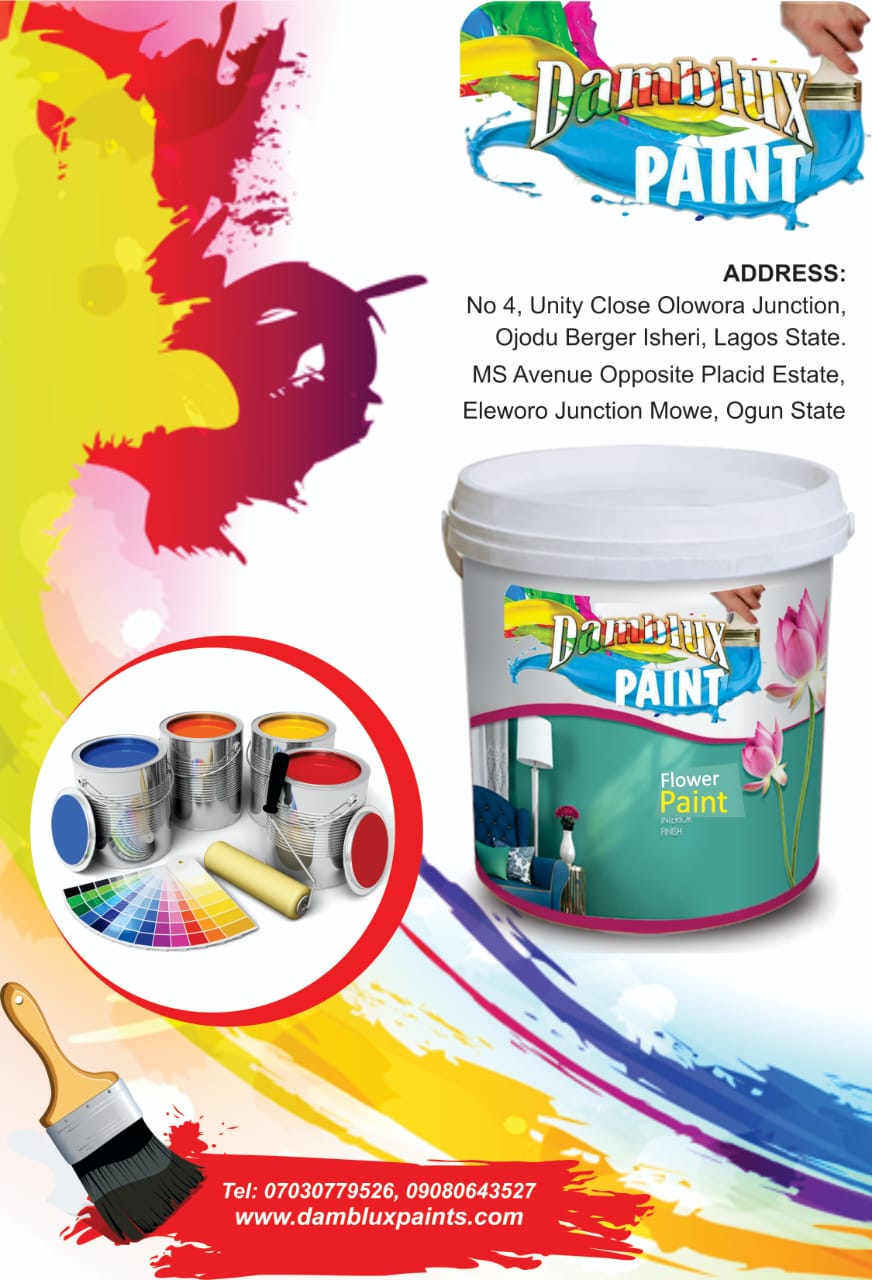 Damblux
PAINT
ADDRESS:
No 4, Unity Close Olowora Junction,
Ojodu Berger Isheri, Lagos State.
MS Avenue Opposite Placid Estate,
Eleworo Junction Mowe, Ogun State
Damblux
PAINT
Flower
Paint
INTERIOR
FINISH
Tel: 07030779526, 09080643527
www.dambluxpaints.com